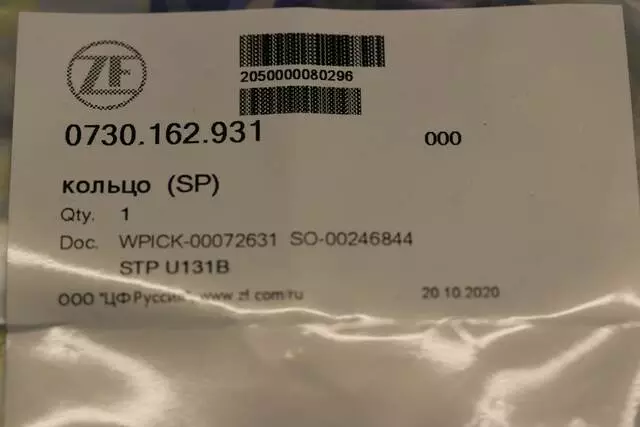 ZF
2050000080296
0730.162.931 000
кольцо (SP)
Qty. 1
Doc. WPICK-00072631 SO-00246844
STP U131B
ООО "ЦФ Руссия", www.zf.com/ru 20.10.2020